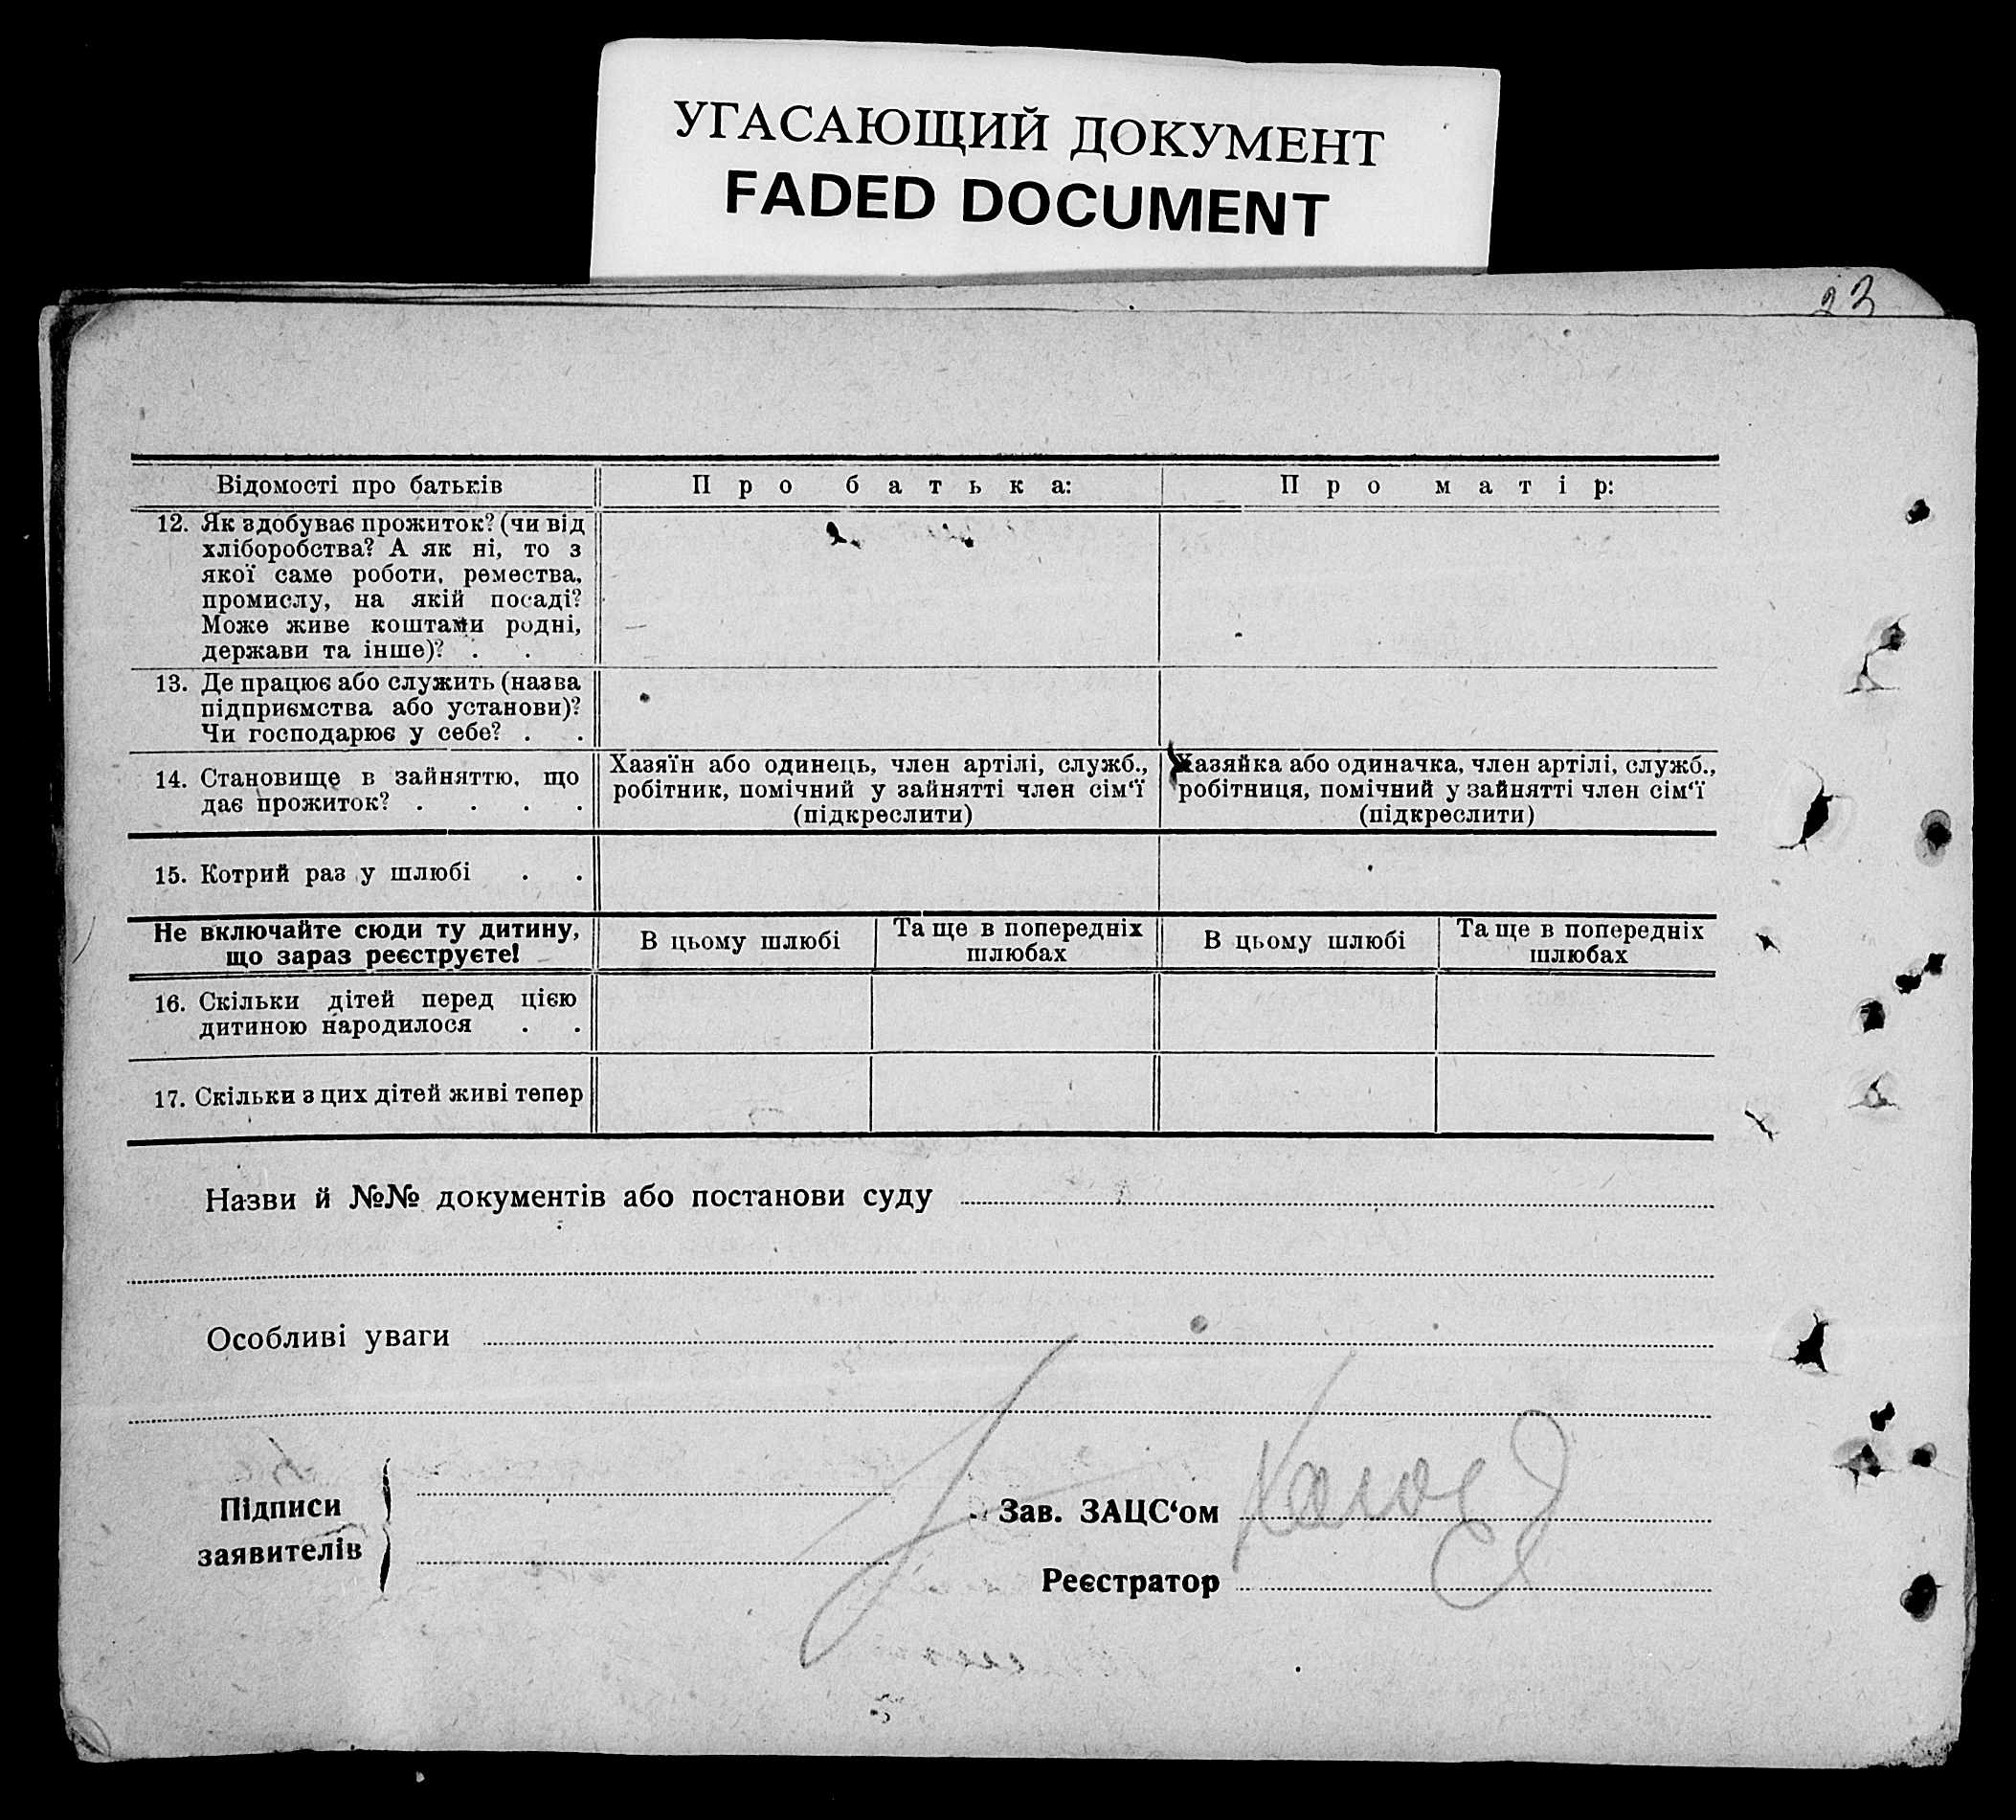 УГАСАЮЩИЙ ДОКУМЕНТ
FADED DOCUMENT
23
Відомості про батьків
Про батька:
Про матір:
12. Як здобуває прожиток? (чи від
хліборобства? А як ні, то з
якої саме роботи, ремества,
промислу, на якій посаді?
Може живе коштами родні,
держави та інше)? . .
13. Де працює або служить (назва
підприємства або установи)?
Чи господарює у себе? . .
14. Становище в зайняттю, що
дає прожиток? . . . .
Хазяїн або одинець, член артілі, служб.,
робітник, помічний у зайнятті член сім‘ї
(підкреслити)
Хазяйка або одиначка, член артілі, служб.,
робітниця, помічний у зайнятті член сім‘ї
(підкреслити)
15. Котрий раз у шлюбі . .
Не включайте сюди ту дитину,
що зараз реєструєте!
В цьому шлюбі
Та ще в попередніх
шлюбах
В цьому шлюбі
Та ще в попередніх
шлюбах
16. Скільки дітей перед цією
дитиною народилося . .
17. Скільки з цих дітей живі тепер
Назви й №№ документів або постанови суду
Особливі уваги
Підписи
заявителів
Зав. ЗАЦС‘ом
Реєстратор